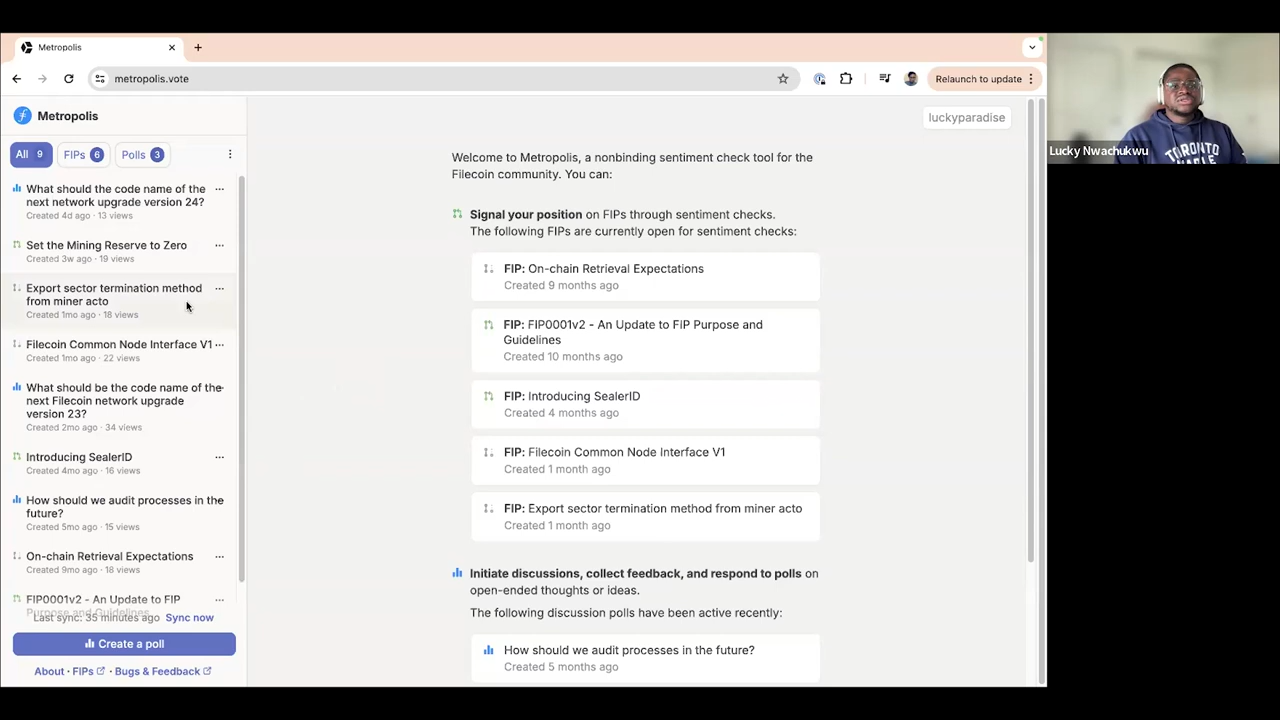 Metropolis
metropolis.vote
Relaunch to update
Metropolis
All 9
FIPs 6
Polls 3
What should the code name of the
next network upgrade version 24?
Created 4d ago · 13 views
Set the Mining Reserve to Zero
Created 3w ago · 19 views
Export sector termination method
from miner acto
Created 1mo ago · 18 views
Filecoin Common Node Interface V1
Created 1mo ago · 22 views
What should be the code name of the
next Filecoin network upgrade
version 23?
Created 2mo ago · 34 views
Introducing SealerID
Created 4mo ago · 16 views
How should we audit processes in the
future?
Created 5mo ago · 15 views
On-chain Retrieval Expectations
Created 9mo ago · 18 views
FIP0001v2 - An Update to FIP
Purpose and Guidelines
Last sync: 35 minutes ago Sync now
Create a poll
About · FIPs · Bugs & Feedback
luckyparadise
Welcome to Metropolis, a nonbinding sentiment check tool for the
Filecoin community. You can:
Signal your position on FIPs through sentiment checks.
The following FIPs are currently open for sentiment checks:
FIP: On-chain Retrieval Expectations
Created 9 months ago
FIP: FIP0001v2 - An Update to FIP Purpose and
Guidelines
Created 10 months ago
FIP: Introducing SealerID
Created 4 months ago
FIP: Filecoin Common Node Interface V1
Created 1 month ago
FIP: Export sector termination method from miner acto
Created 1 month ago
Initiate discussions, collect feedback, and respond to polls on
open-ended thoughts or ideas.
The following discussion polls have been active recently:
How should we audit processes in the future?
Created 5 months ago
Lucky Nwachukwu
TORONTO